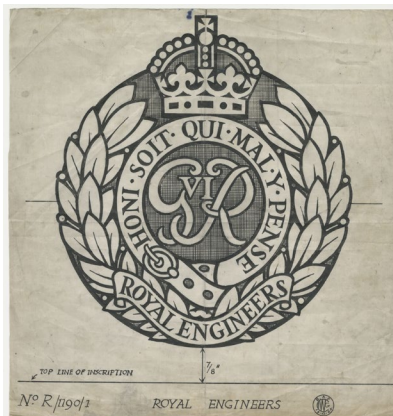 HONI · SOIT · QUI · MAL · Y · PENSE
GviR
ROYAL ENGINEERS
7/8"
TOP LINE OF INSCRIPTION
Nº R/1190/1
ROYAL ENGINEERS